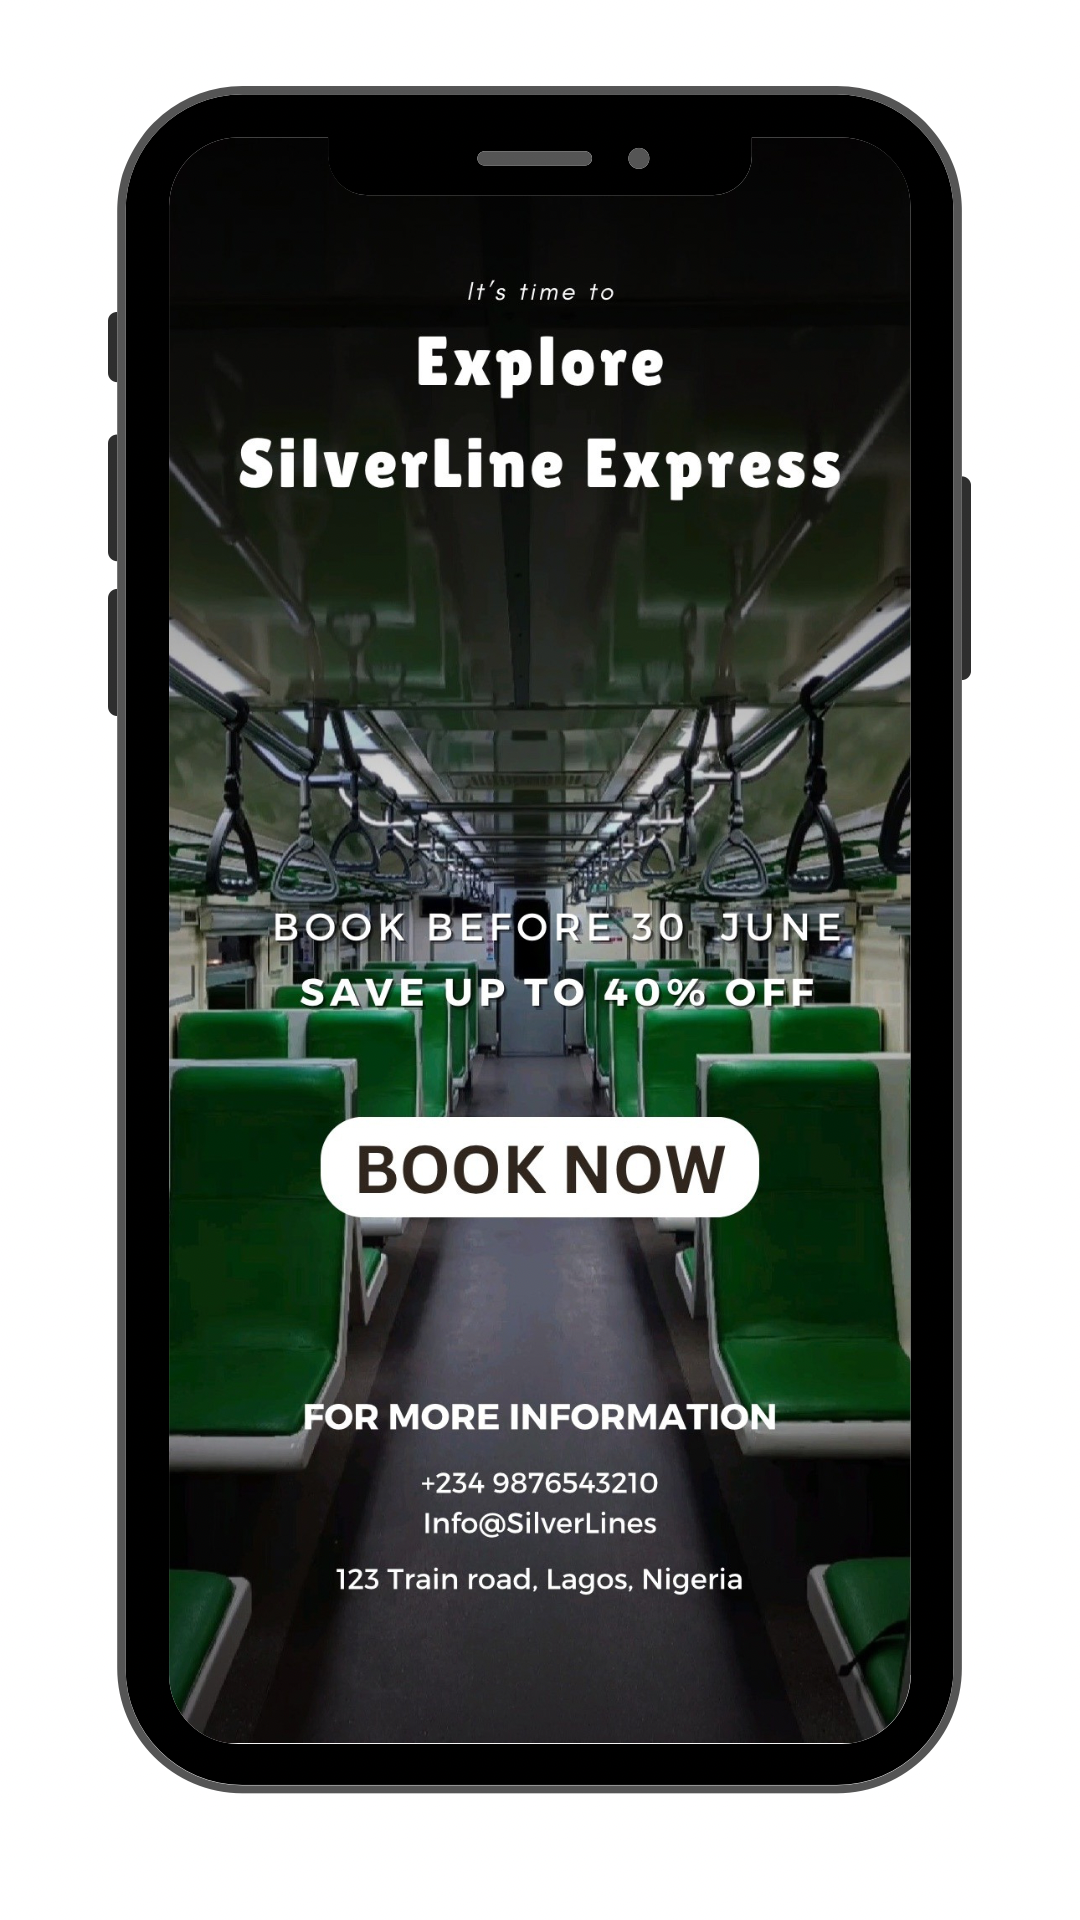 It's time to
Explore
SilverLine Express
BOOK BEFORE 30 JUNE
SAVE UP TO 40% OFF
BOOK NOW
FOR MORE INFORMATION
+234 9876543210
Info@SilverLines
123 Train road, Lagos, Nigeria